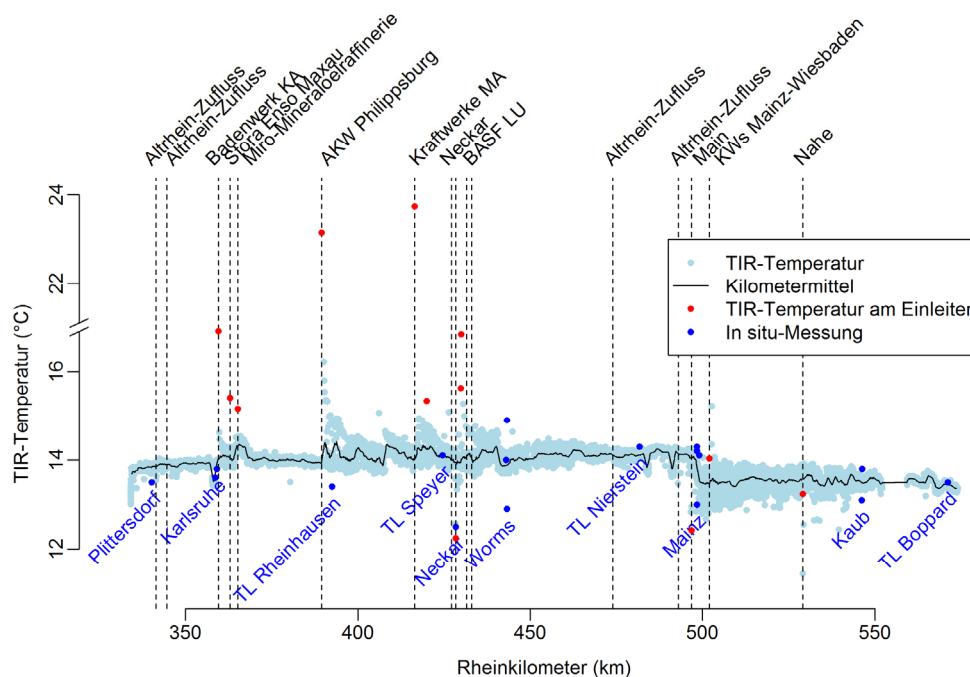 Altrhein-Zufluss
Altrhein-Zufluss
Badenwerk KA
Stora Enso Maxau
Miro-Mineraloelraffinerie
AKW Philippsburg
Kraftwerke MA
Neckar
BASF LU
Altrhein-Zufluss
Altrhein-Zufluss
Main
KWs Mainz-Wiesbaden
Nahe
24
22
16
14
12
TIR-Temperatur (°C)
TIR-Temperatur
Kilometermittel
TIR-Temperatur am Einleiter
In situ-Messung
Plittersdorf
Karlsruhe
TL Rheinhausen
TL Speyer
Neckar
Worms
TL Nierstein
Mainz
Kaub
TL Boppard
350
400
450
500
550
Rheinkilometer (km)